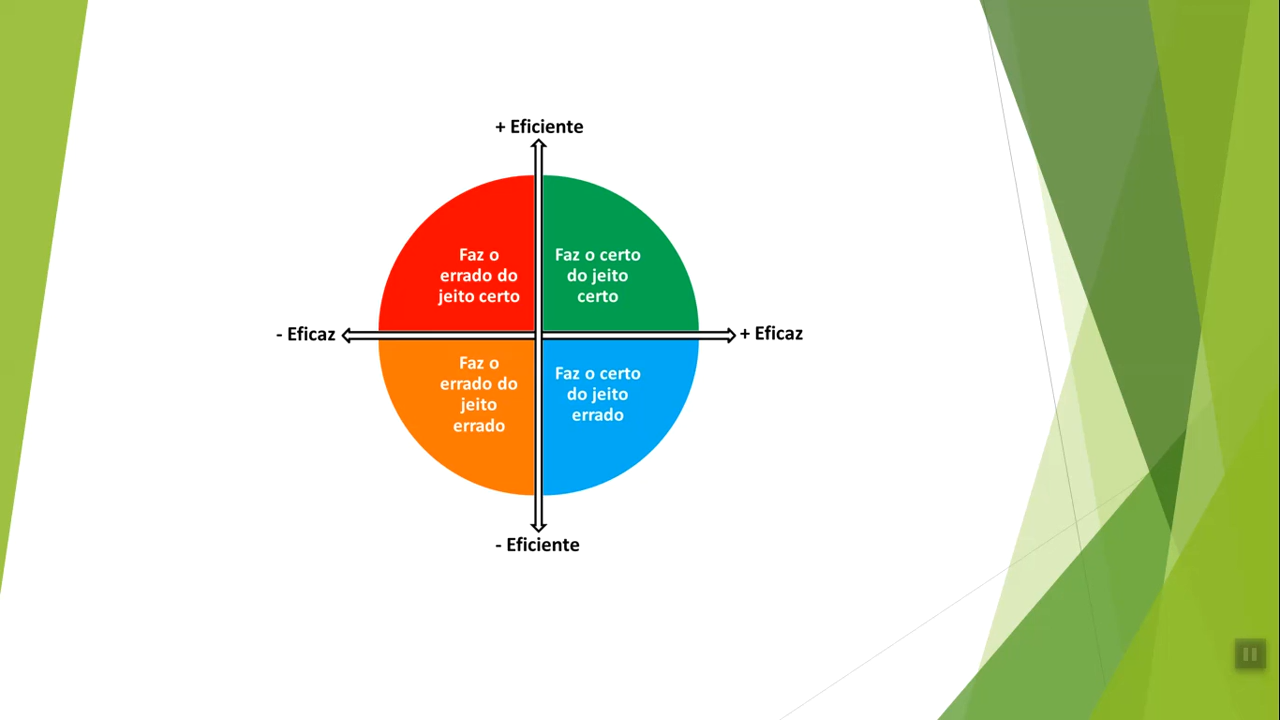 + Eficiente
Faz o
errado do
jeito certo
Faz o certo
do jeito
certo
- Eficaz
+ Eficaz
Faz o
errado do
jeito
errado
Faz o certo
do jeito
errado
- Eficiente